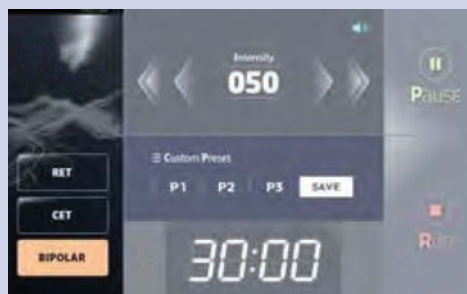 Intensity
050
Pause
Custom Preset
P1 P2 P3 SAVE
RET
CET
BIPOLAR
30:00